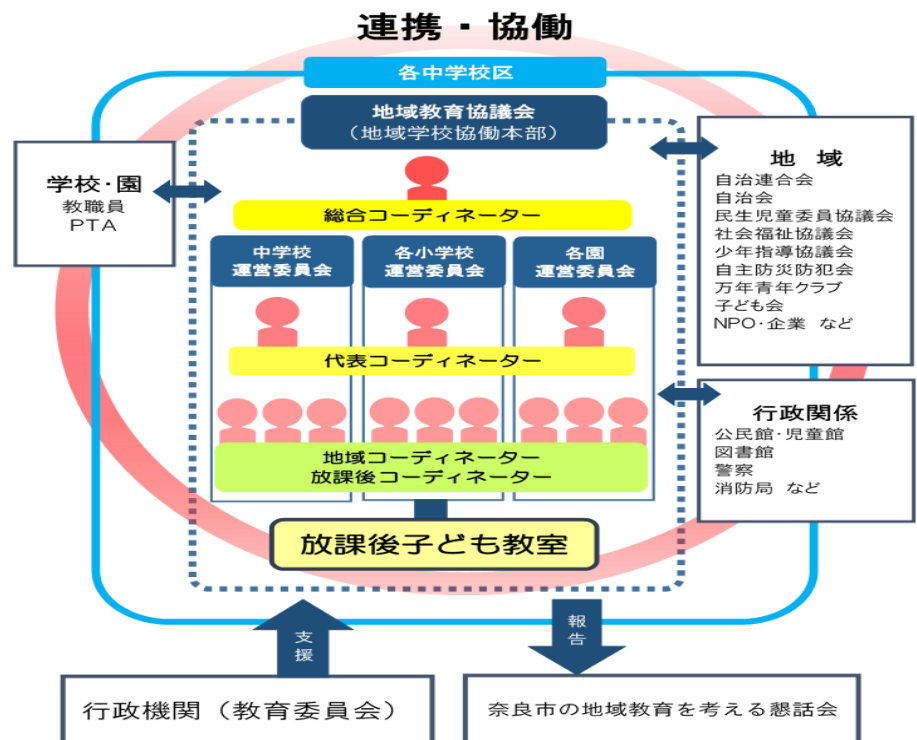 連携・協働
各中学校区
地域教育協議会
（地域学校協働本部）
学校・園
教職員
PTA
総合コーディネーター
中学校
運営委員会
各小学校
運営委員会
各園
運営委員会
代表コーディネーター
地域コーディネーター
放課後コーディネーター
放課後子ども教室
地　域
自治連合会
自治会
民生児童委員協議会
社会福祉協議会
少年指導協議会
自主防災防犯会
万年青年クラブ
子ども会
NPO・企業　など
行政関係
公民館・児童館
図書館
警察
消防局　など
支援
報告
行政機関（教育委員会）
奈良市の地域教育を考える懇話会